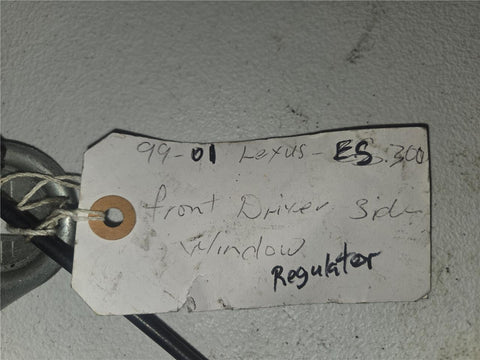 99-01 Lexus - ES 300
front Driver Side
Window
Regulator